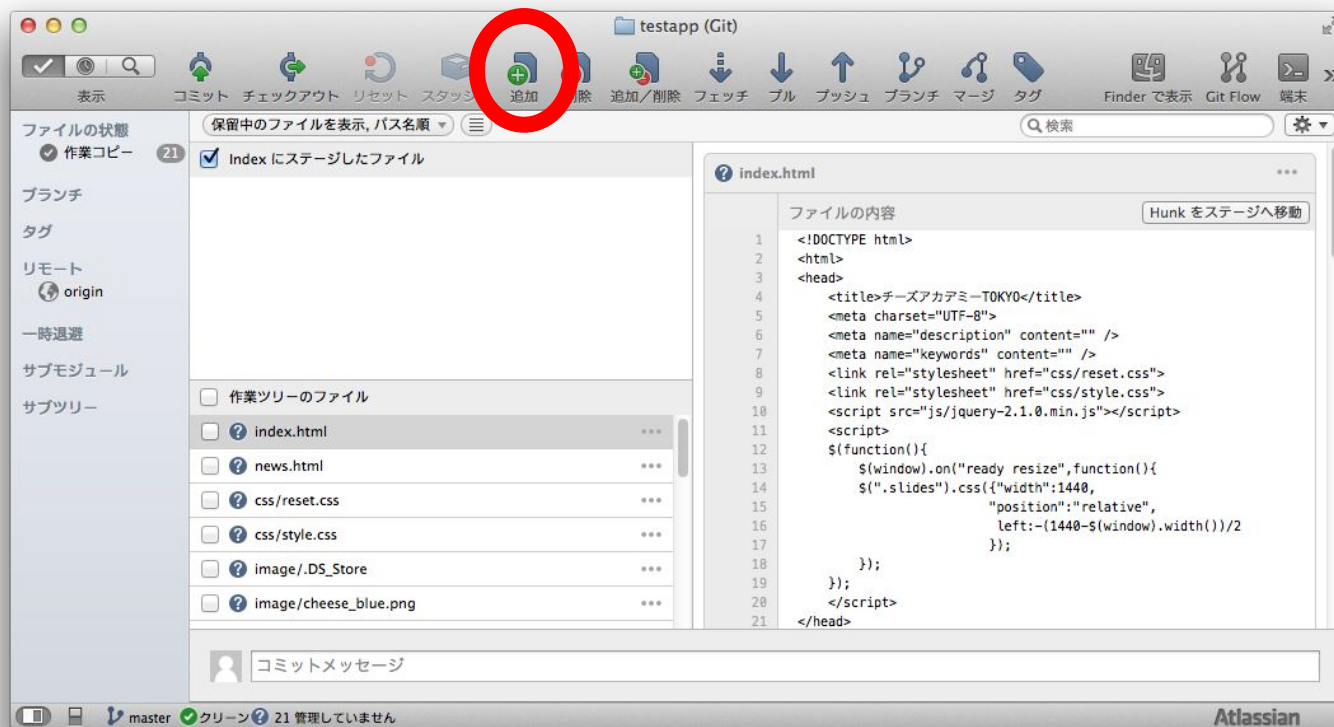 testapp (Git)
表示 コミット チェックアウト リセット 追加 追加/削除 フェッチ プル プッシュ ブランチ マージ タグ Finder で表示 Git Flow 端末
ファイルの状態
作業コピー 21
ブランチ
タグ
リモート
origin
一時退避
サブモジュール
サブツリー
保留中のファイルを表示, パス名順
検索
Index にステージしたファイル
作業ツリーのファイル
index.html
news.html
css/reset.css
css/style.css
image/.DS_Store
image/cheese_blue.png
index.html
ファイルの内容 Hunk をステージへ移動
1 <!DOCTYPE html>
2 <html>
3 <head>
4 <title>チーズアカデミーTOKYO</title>
5 <meta charset="UTF-8">
6 <meta name="description" content="" />
7 <meta name="keywords" content="" />
8 <link rel="stylesheet" href="css/reset.css">
9 <link rel="stylesheet" href="css/style.css">
10 <script src="js/jquery-2.1.0.min.js"></script>
11 <script>
12 $(function(){
13 $(window).on("ready resize",function(){
14 $(".slides").css({"width":1440,
15 "position":"relative",
16 left:-(1440-$(window).width())/2
17 });
18 });
19 });
20 </script>
21 </head>
コミットメッセージ
master クリーン 21 管理していません
Atlassian